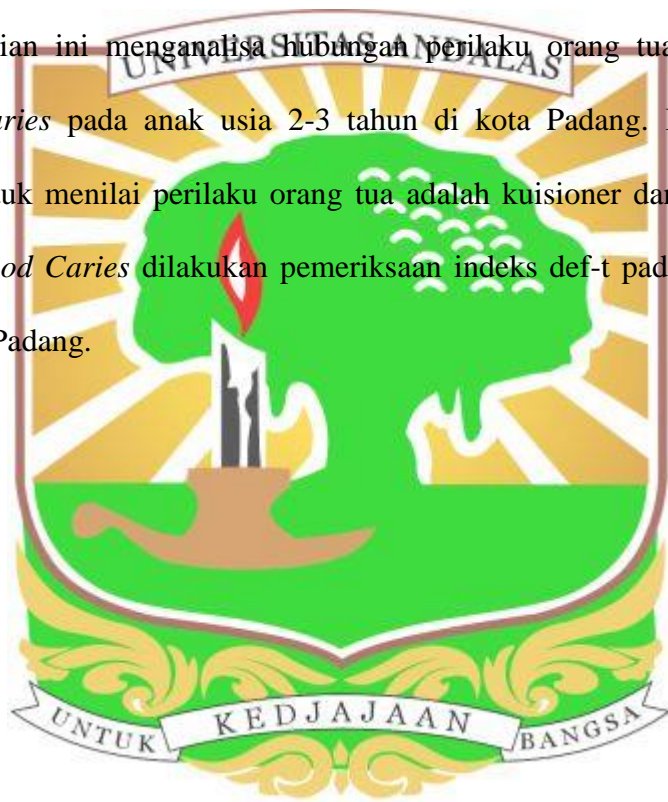 ian ini menganalisa hubungan perilaku orang tua
UNIVERSITAS ANDALAS
aries pada anak usia 2-3 tahun di kota Padang.
uk menilai perilaku orang tua adalah kuisioner dan
od Caries dilakukan pemeriksaan indeks def-t pad
Padang.
UNTUK KEDJAJAAN BANGSA